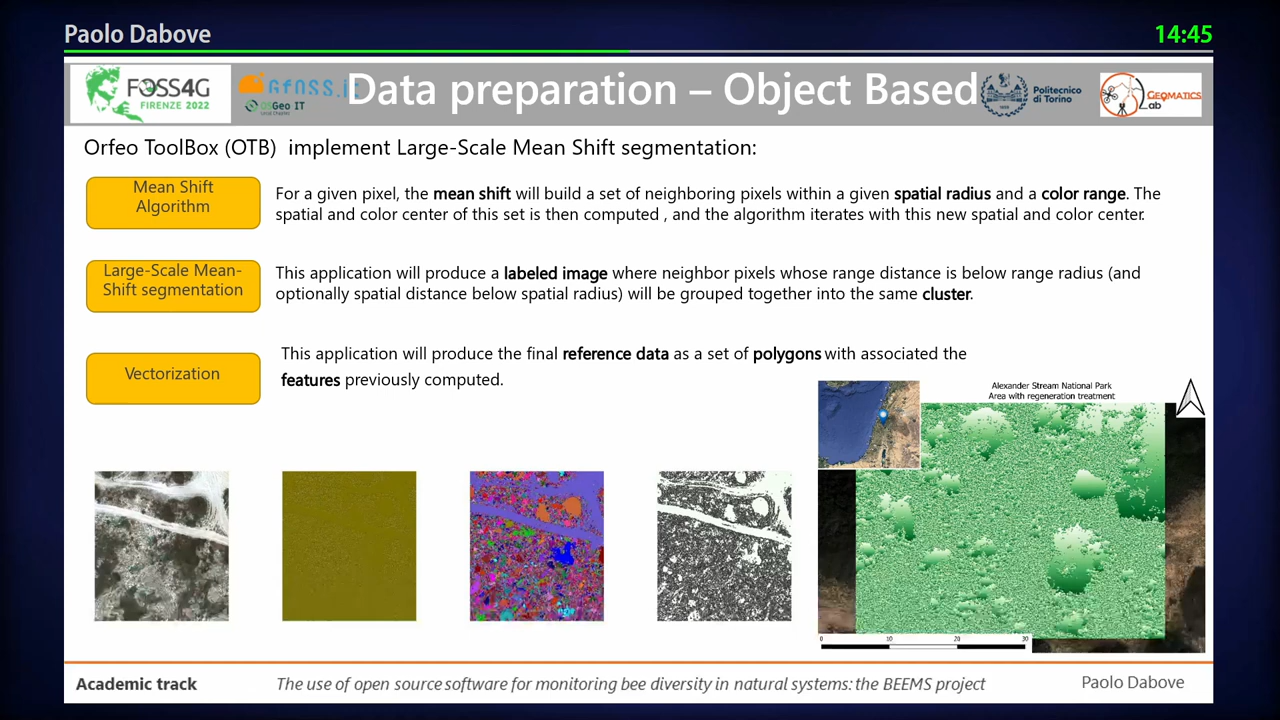 Paolo Dabove
14:45
FOSS4G
FIRENZE 2022
GFOSS.it
OSGeo IT
Local Chapter
Data preparation – Object Based
Politecnico
di Torino
GEOMATICS
Lab
Orfeo ToolBox (OTB) implement Large-Scale Mean Shift segmentation:
Mean Shift
Algorithm
For a given pixel, the mean shift will build a set of neighboring pixels within a given spatial radius and a color range. The
spatial and color center of this set is then computed , and the algorithm iterates with this new spatial and color center.
Large-Scale Mean-
Shift segmentation
This application will produce a labeled image where neighbor pixels whose range distance is below range radius (and
optionally spatial distance below spatial radius) will be grouped together into the same cluster.
Vectorization
This application will produce the final reference data as a set of polygons with associated the
features previously computed.
Alexander Stream National Park
Area with regeneration treatment
0 10 20 30
Academic track
The use of open source software for monitoring bee diversity in natural systems: the BEEMS project
Paolo Dabove